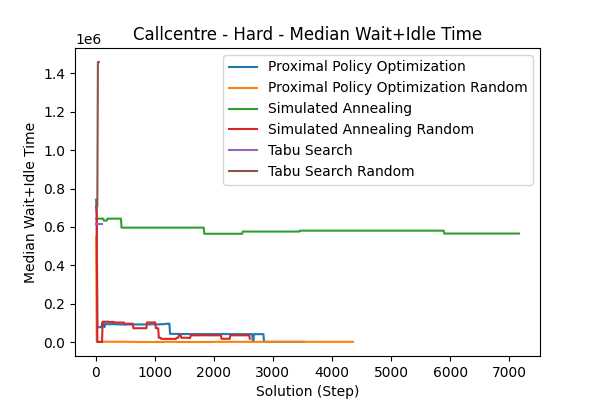 Callcentre - Hard - Median Wait+Idle Time
1e6
Proximal Policy Optimization
Proximal Policy Optimization Random
Simulated Annealing
Simulated Annealing Random
Tabu Search
Tabu Search Random
Median Wait+Idle Time
1.4
1.2
1.0
0.8
0.6
0.4
0.2
0.0
0 1000 2000 3000 4000 5000 6000 7000
Solution (Step)